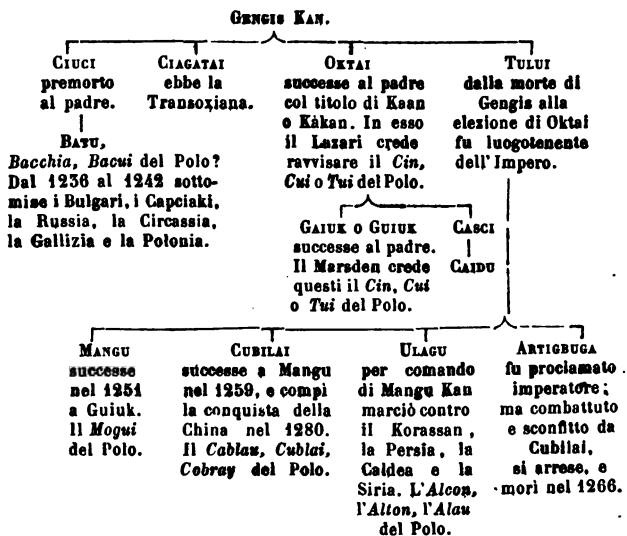 GENGIS KAN.
CIUCI
premorto
al padre.
BATU,
Bacchia, Bacui del Polo?
Dal 1236 al 1242 sotto-
mise i Bulgari, i Capciaki,
la Russia, la Circassia,
la Gallizia e la Polonia.
CIAGATAI
ebbe la
Transoxiana.
OKTAI
successe al padre
col titolo di Kaan
o Kàkan. In esso
il Lazari crede
ravvisare il Cin,
Cui o Tui del Polo.
GAIUK O GUIUK
successe al padre.
Il Marsden crede
questi il Cin, Cui
o Tui del Polo.
CASCI
CAIDU
TULUI
dalla morte di
Gengis alla
elezione di Oktai
fu luogotenente
dell'Impero.
MANGU
successe
nel 1251
a Guiuk.
Il Mogui
del Polo.
CUBILAI
successe a Mangu
nel 1259, e compì
la conquista della
China nel 1280.
Il Cablau, Cublai,
Cobray del Polo.
ULAGU
per comando
di Mangu Kan
marciò contro
il Korassan,
la Persia, la
Caldea e la
Siria. L'Alcon,
l'Alton, l'Alau
del Polo.
ARTIGBUGA
fu proclamato
imperatore;
ma combattuto
e sconfitto da
Cubilai,
si arrese, e
morì nel 1266.